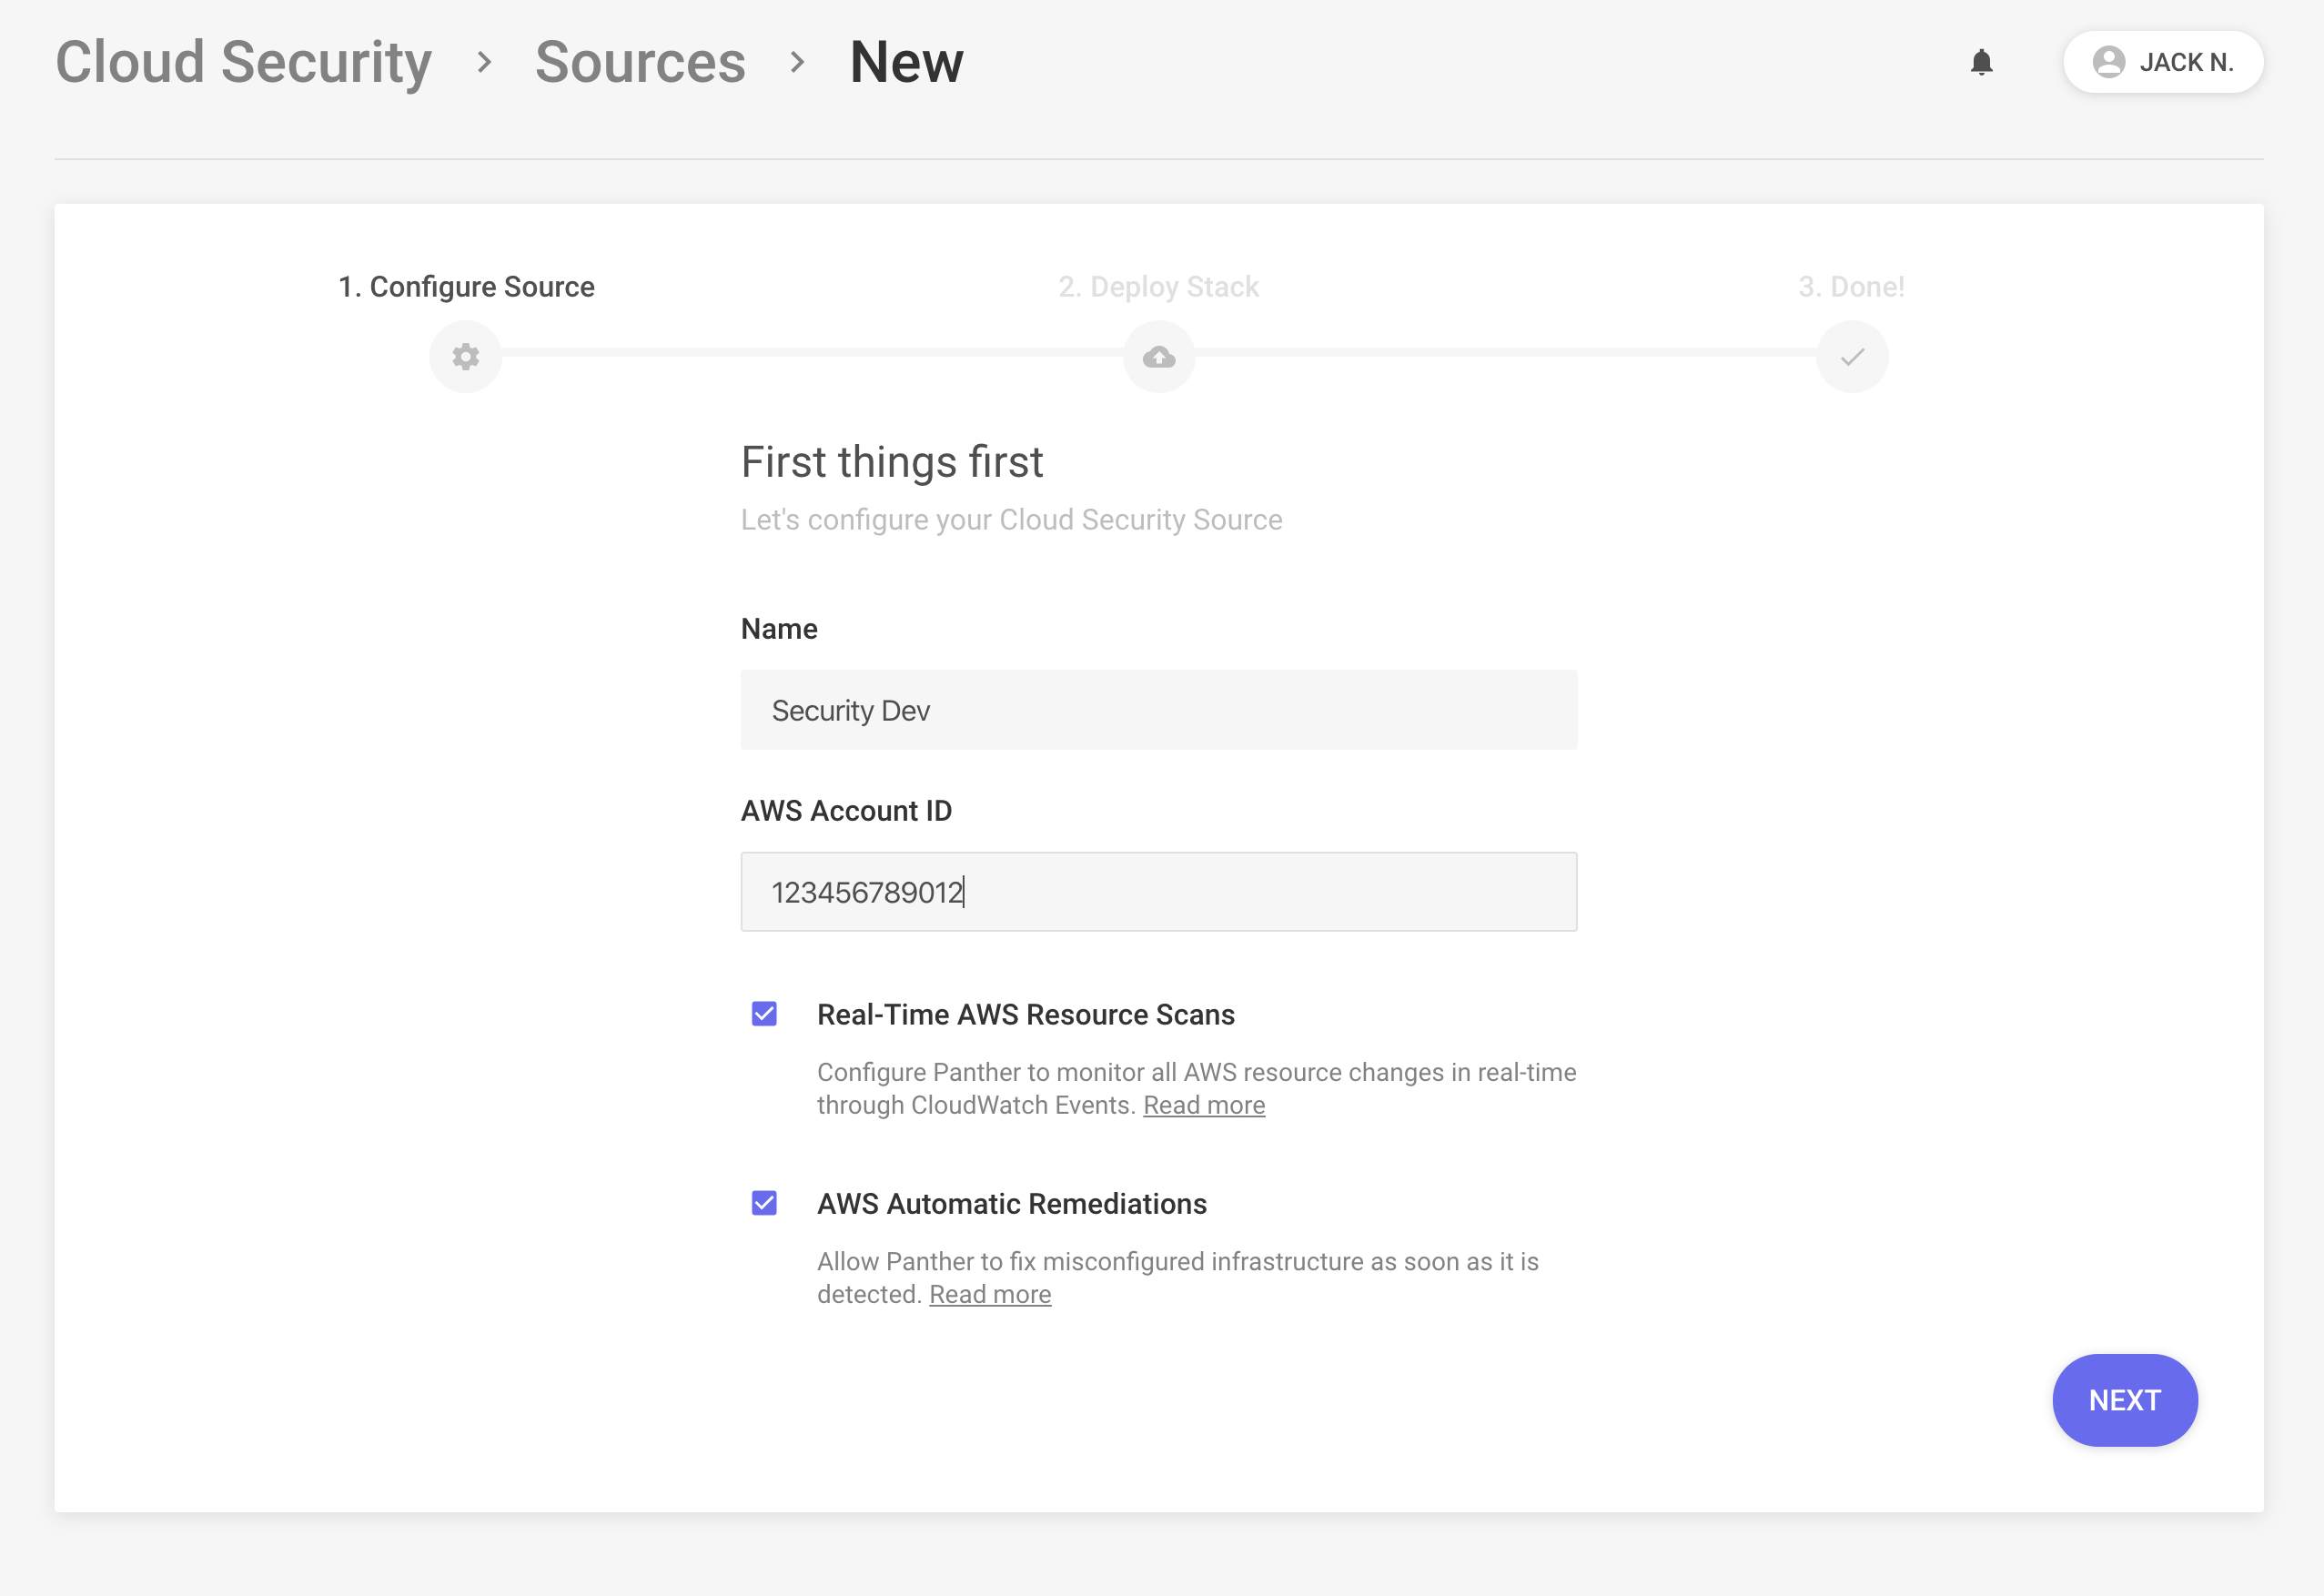 Cloud Security > Sources > New
JACK N.
1. Configure Source
2. Deploy Stack
3. Done!
First things first
Let's configure your Cloud Security Source
Name
Security Dev
AWS Account ID
123456789012
Real-Time AWS Resource Scans
Configure Panther to monitor all AWS resource changes in real-time
through CloudWatch Events. Read more
AWS Automatic Remediations
Allow Panther to fix misconfigured infrastructure as soon as it is
detected. Read more
NEXT